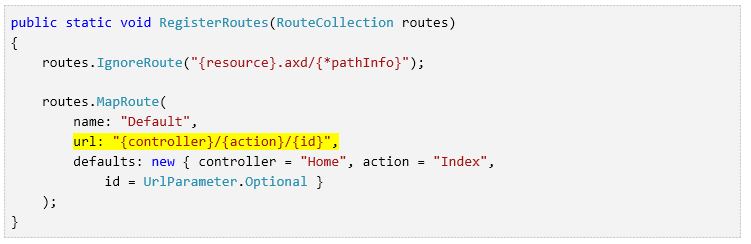 public static void RegisterRoutes(RouteCollection routes)
{
routes.IgnoreRoute("{resource}.axd/{*pathInfo}");
routes.MapRoute(
name: "Default",
url: "{controller}/{action}/{id}",
defaults: new { controller = "Home", action = "Index",
id = UrlParameter.Optional }
);
}